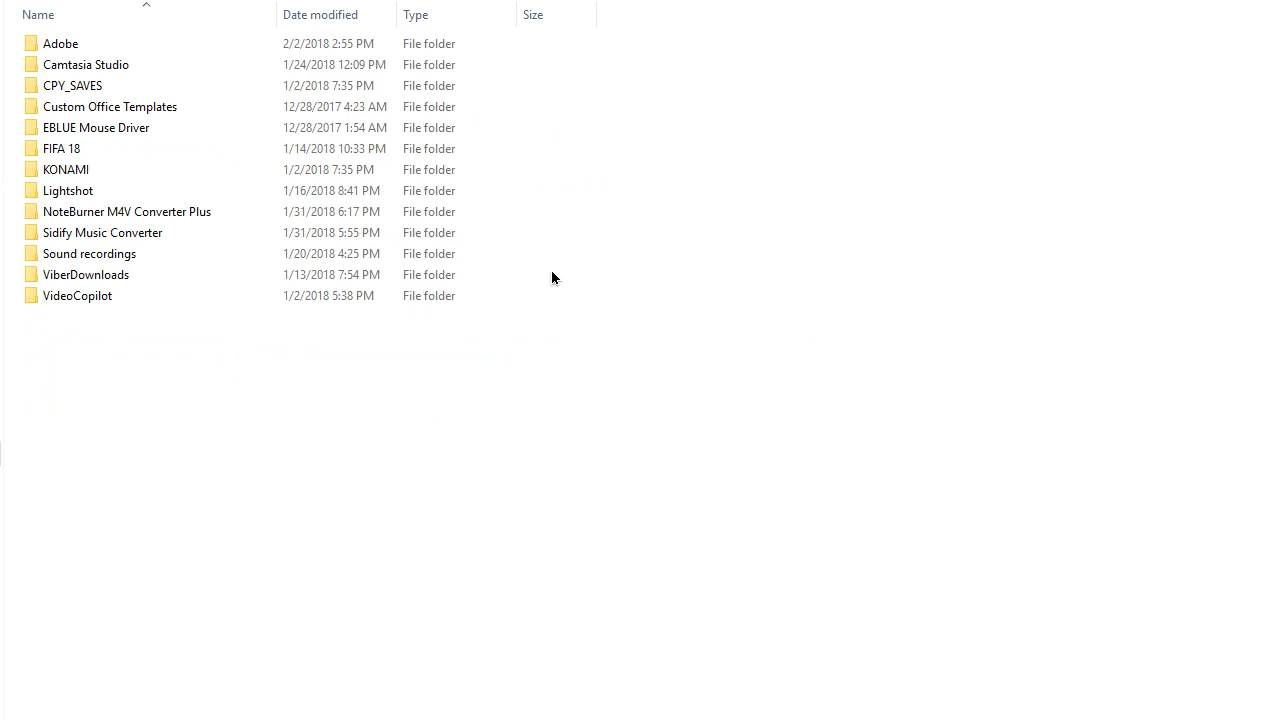 Name Date modified Type Size
Adobe 2/2/2018 2:55 PM File folder
Camtasia Studio 1/24/2018 12:09 PM File folder
CPY_SAVES 1/2/2018 7:35 PM File folder
Custom Office Templates 12/28/2017 4:23 AM File folder
EBLUE Mouse Driver 12/28/2017 1:54 AM File folder
FIFA 18 1/14/2018 10:33 PM File folder
KONAMI 1/2/2018 7:35 PM File folder
Lightshot 1/16/2018 8:41 PM File folder
NoteBurner M4V Converter Plus 1/31/2018 6:17 PM File folder
Sidify Music Converter 1/31/2018 5:55 PM File folder
Sound recordings 1/20/2018 4:25 PM File folder
ViberDownloads 1/13/2018 7:54 PM File folder
VideoCopilot 1/2/2018 5:38 PM File folder